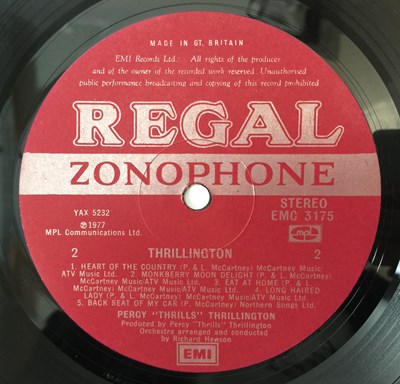 MADE IN GT. BRITAIN
EMI Records Ltd.: All rights of the producer
and of the owner of the recorded work reserved. Unauthorised
public performance broadcasting and copying of this record prohibited
REGAL
ZONOPHONE
YAX 5232
℗1977
MPL Communications Ltd.
STEREO
EMC 3175
mpl
2 THRILLINGTON 2
1. HEART OF THE COUNTRY (P. & L. McCartney) McCartney Music/
ATV Music Ltd. 2. MONKBERRY MOON DELIGHT (P. & L. McCartney)
McCartney Music/ATV Music Ltd. 3. EAT AT HOME (P. & L.
McCartney) McCartney Music/ATV Music Ltd. 4. LONG HAIRED
LADY (P. & L. McCartney) McCartney Music/ATV Music Ltd.
5. BACK SEAT OF MY CAR (P. McCartney) Northern Songs Ltd.
PERCY "THRILLS" THRILLINGTON
Produced by Percy "Thrills" Thrillington
Orchestra arranged and conducted
by Richard Hewson
EMI